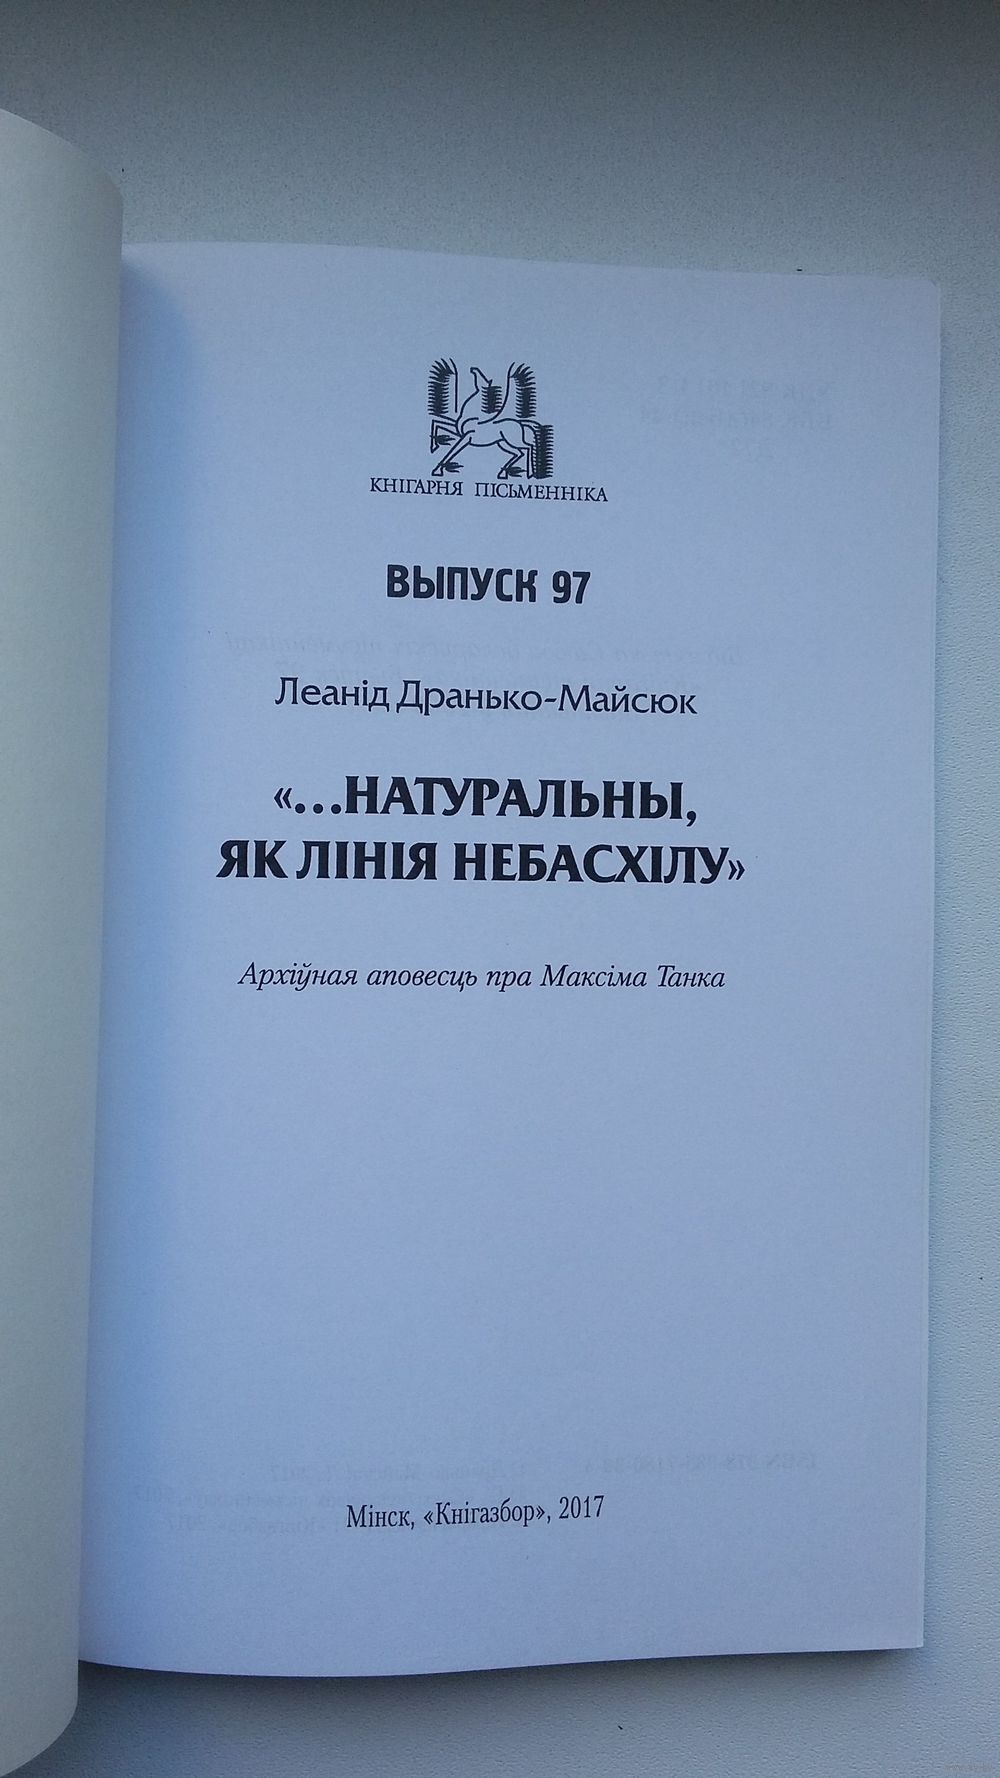 КНІГАРНЯ ПІСЬМЕННІКА
ВЫПУСК 97
Леанід Дранько-Майсюк
«...НАТУРАЛЬНЫ,
ЯК ЛІНІЯ НЕБАСХІЛУ»
Архіўная аповесць пра Максіма Танка
Мінск, «Кнігазбор», 2017